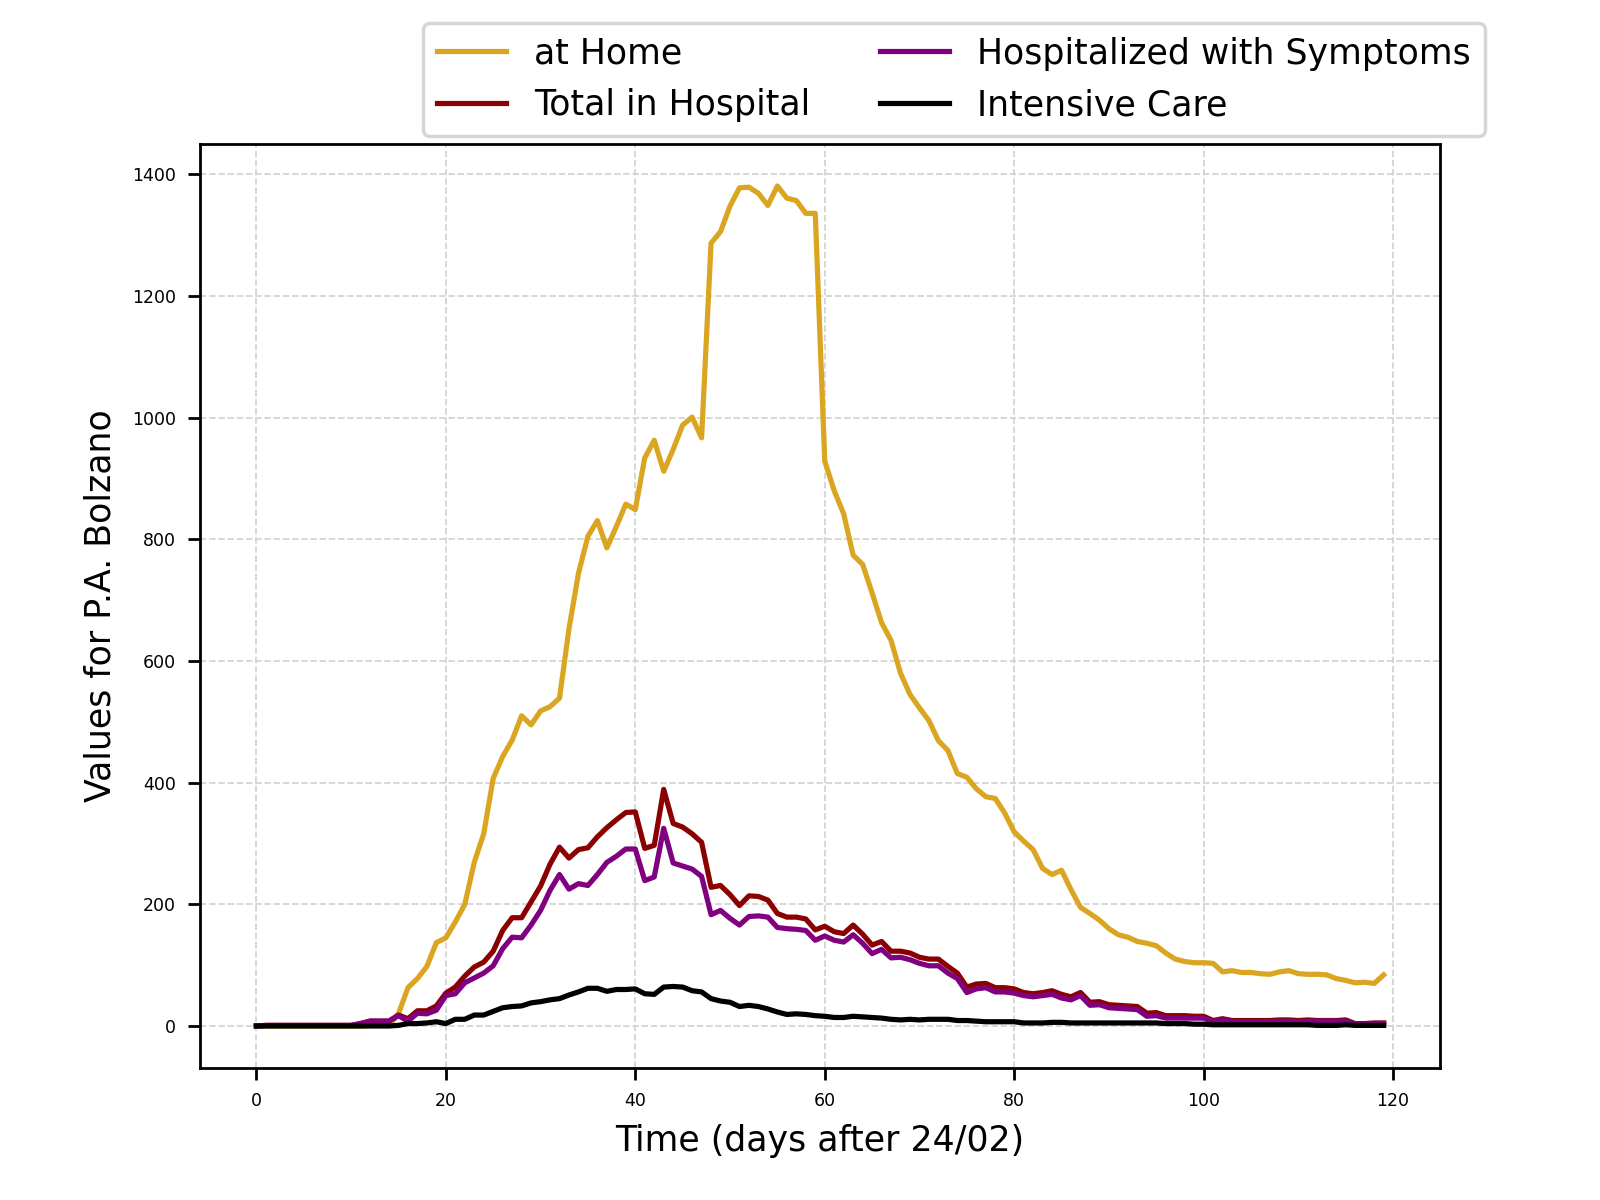 at Home
Total in Hospital
Hospitalized with Symptoms
Intensive Care
Values for P.A. Bolzano
1400
1200
1000
800
600
400
200
0
0 20 40 60 80 100 120
Time (days after 24/02)